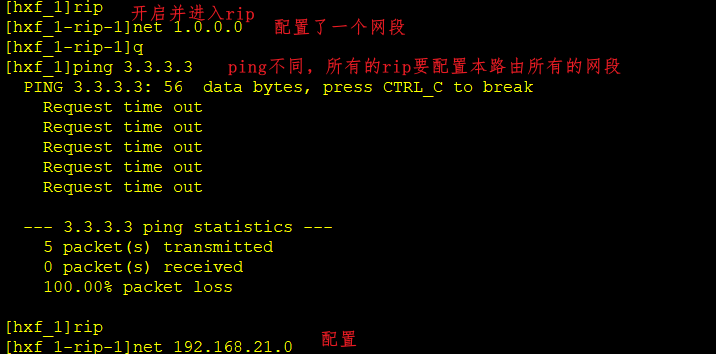 [hxf_1]rip 开启并进入rip
[hxf_1-rip-1]net 1.0.0.0 配置了一个网段
[hxf_1-rip-1]q
[hxf_1]ping 3.3.3.3 ping不同，所有的rip要配置本路由所有的网段
PING 3.3.3.3: 56 data bytes, press CTRL_C to break
Request time out
Request time out
Request time out
Request time out
Request time out
--- 3.3.3.3 ping statistics ---
5 packet(s) transmitted
0 packet(s) received
100.00% packet loss
[hxf_1]rip
[hxf_1-rip-1]net 192.168.21.0 配置